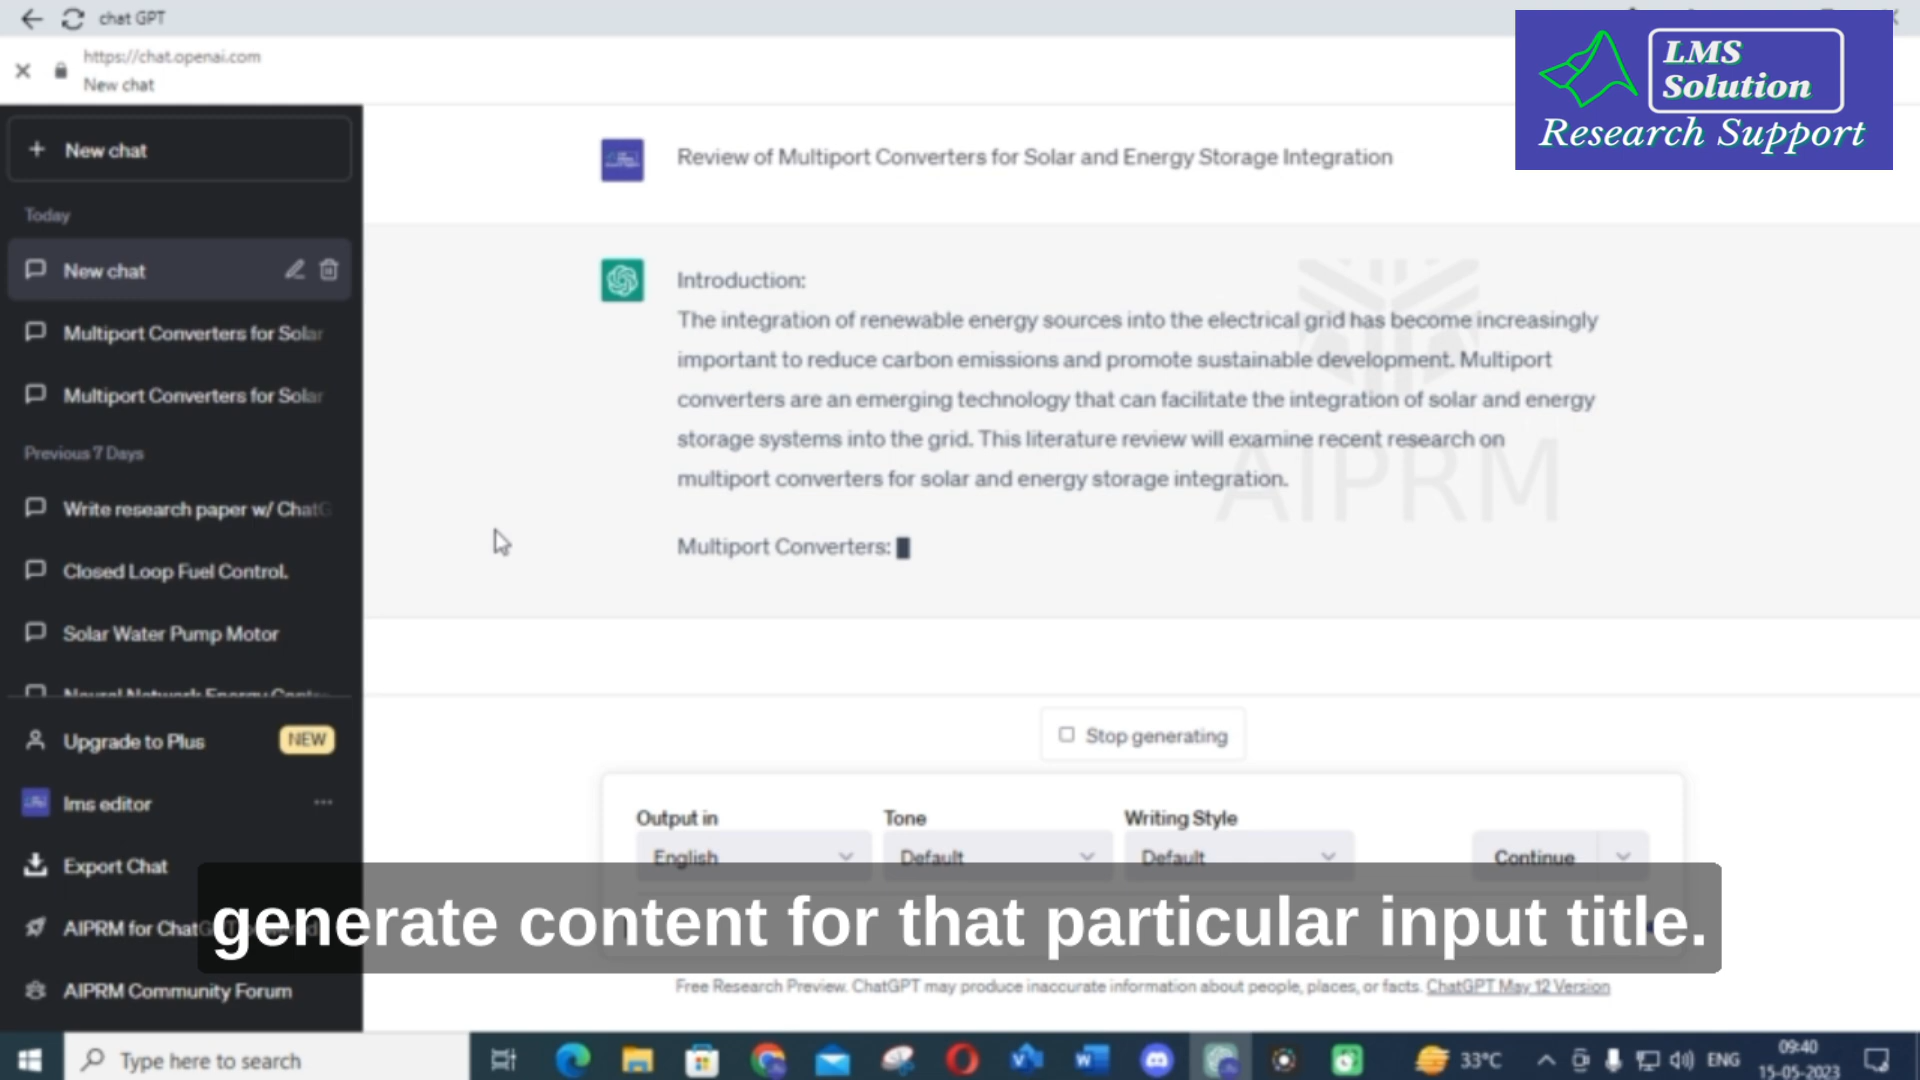 chat GPT
https://chat.openai.com
New chat
LMS
Solution
Research Support
+ New chat
Today
New chat
Multiport Converters for Solar
Multiport Converters for Solar
Previous 7 Days
Write research paper w/ ChatG
Closed Loop Fuel Control.
Solar Water Pump Motor
Neural Network Energy Contr
Upgrade to Plus NEW
lms editor
Export Chat
AIPRM for ChatG
AIPRM Community Forum
Review of Multiport Converters for Solar and Energy Storage Integration
Introduction:
The integration of renewable energy sources into the electrical grid has become increasingly
important to reduce carbon emissions and promote sustainable development. Multiport
converters are an emerging technology that can facilitate the integration of solar and energy
storage systems into the grid. This literature review will examine recent research on
multiport converters for solar and energy storage integration.
AIPRM
Multiport Converters:
Stop generating
Output in Tone Writing Style
English Default Default Continue
generate content for that particular input title.
Free Research Preview. ChatGPT may produce inaccurate information about people, places, or facts. ChatGPT May 12 Version
Type here to search
33°C
ENG
09:40
15-05-2023